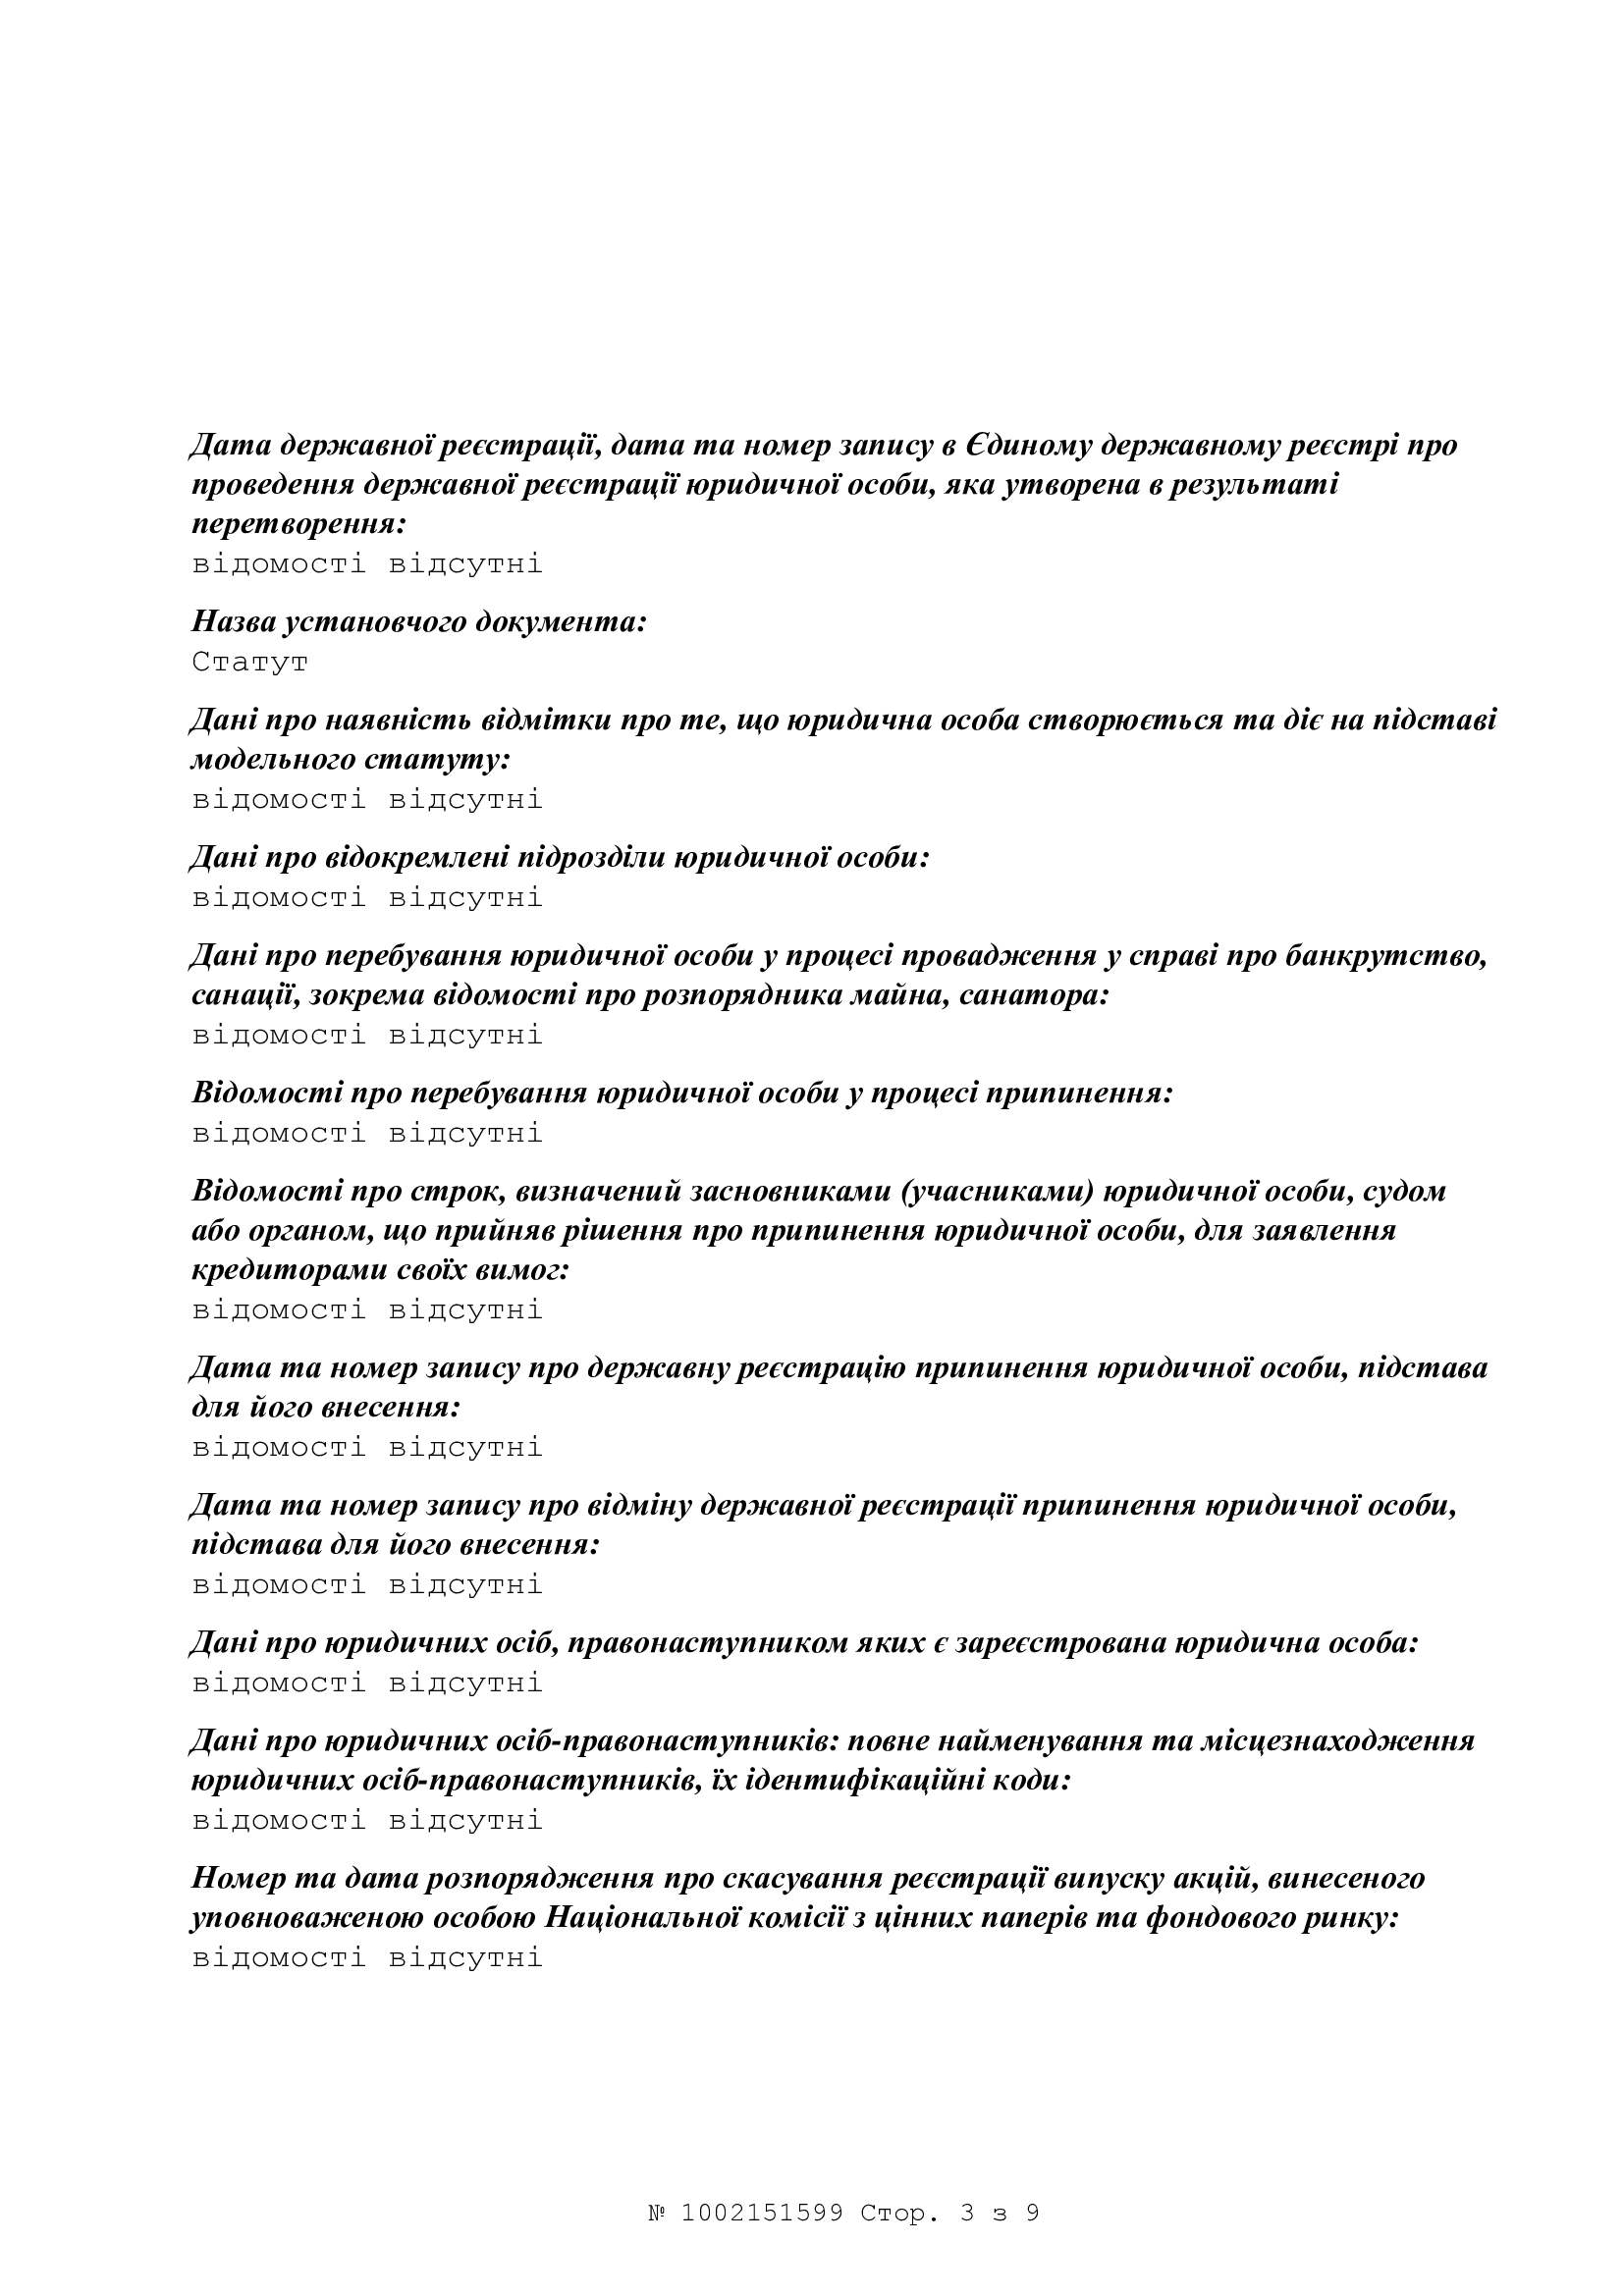 Дата державної реєстрації, дата та номер запису в Єдиному державному реєстрі про
проведення державної реєстрації юридичної особи, яка утворена в результаті
перетворення:
відомості відсутні
Назва установчого документа:
Статут
Дані про наявність відмітки про те, що юридична особа створюється та діє на підставі
модельного статуту:
відомості відсутні
Дані про відокремлені підрозділи юридичної особи:
відомості відсутні
Дані про перебування юридичної особи у процесі провадження у справі про банкрутство,
санації, зокрема відомості про розпорядника майна, санатора:
відомості відсутні
Відомості про перебування юридичної особи у процесі припинення:
відомості відсутні
Відомості про строк, визначений засновниками (учасниками) юридичної особи, судом
або органом, що прийняв рішення про припинення юридичної особи, для заявлення
кредиторами своїх вимог:
відомості відсутні
Дата та номер запису про державну реєстрацію припинення юридичної особи, підстава
для його внесення:
відомості відсутні
Дата та номер запису про відміну державної реєстрації припинення юридичної особи,
підстава для його внесення:
відомості відсутні
Дані про юридичних осіб, правонаступником яких є зареєстрована юридична особа:
відомості відсутні
Дані про юридичних осіб-правонаступників: повне найменування та місцезнаходження
юридичних осіб-правонаступників, їх ідентифікаційні коди:
відомості відсутні
Номер та дата розпорядження про скасування реєстрації випуску акцій, винесеного
уповноваженою особою Національної комісії з цінних паперів та фондового ринку:
відомості відсутні
№ 1002151599 Стор. 3 з 9